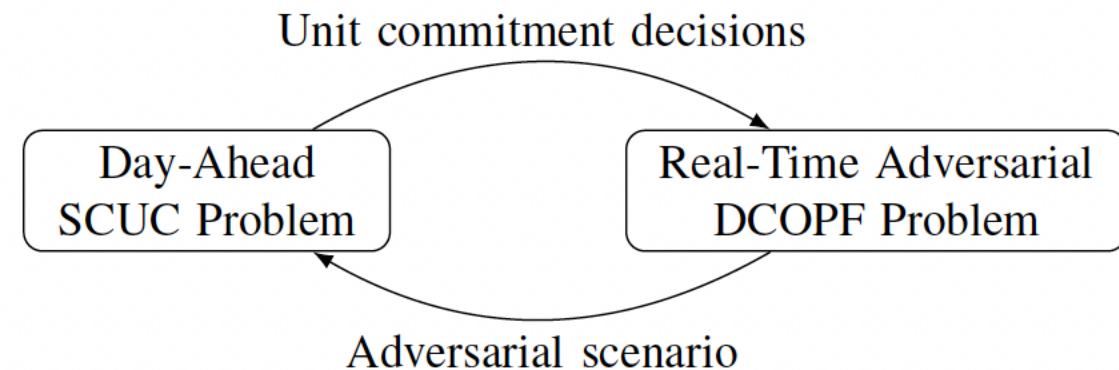 Unit commitment decisions
Day-Ahead
SCUC Problem
Real-Time Adversarial
DCOPF Problem
Adversarial scenario